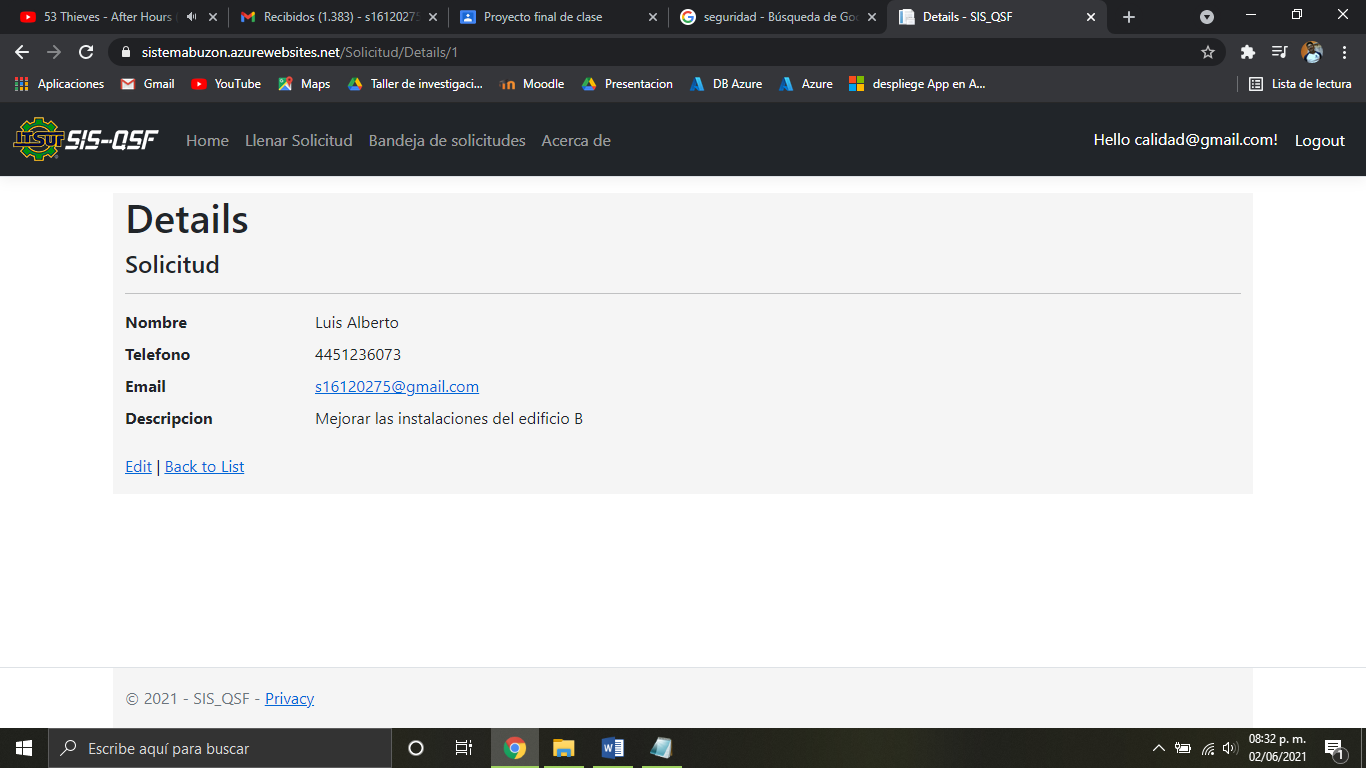 53 Thieves - After Hours
Recibidos (1.383) - s1612027
Proyecto final de clase
seguridad - Búsqueda de Go
Details - SIS_QSF
sistemabuzon.azurewebsites.net/Solicitud/Details/1
Aplicaciones
Gmail
YouTube
Maps
Taller de investigaci...
Moodle
Presentacion
DB Azure
Azure
despliege App en A...
Lista de lectura
ITSUR SIS-QSF
Home
Llenar Solicitud
Bandeja de solicitudes
Acerca de
Hello calidad@gmail.com!
Logout
Details
Solicitud
Nombre Luis Alberto
Telefono 4451236073
Email s16120275@gmail.com
Descripcion Mejorar las instalaciones del edificio B
Edit | Back to List
© 2021 - SIS_QSF - Privacy
Escribe aquí para buscar
08:32 p. m.
02/06/2021
1